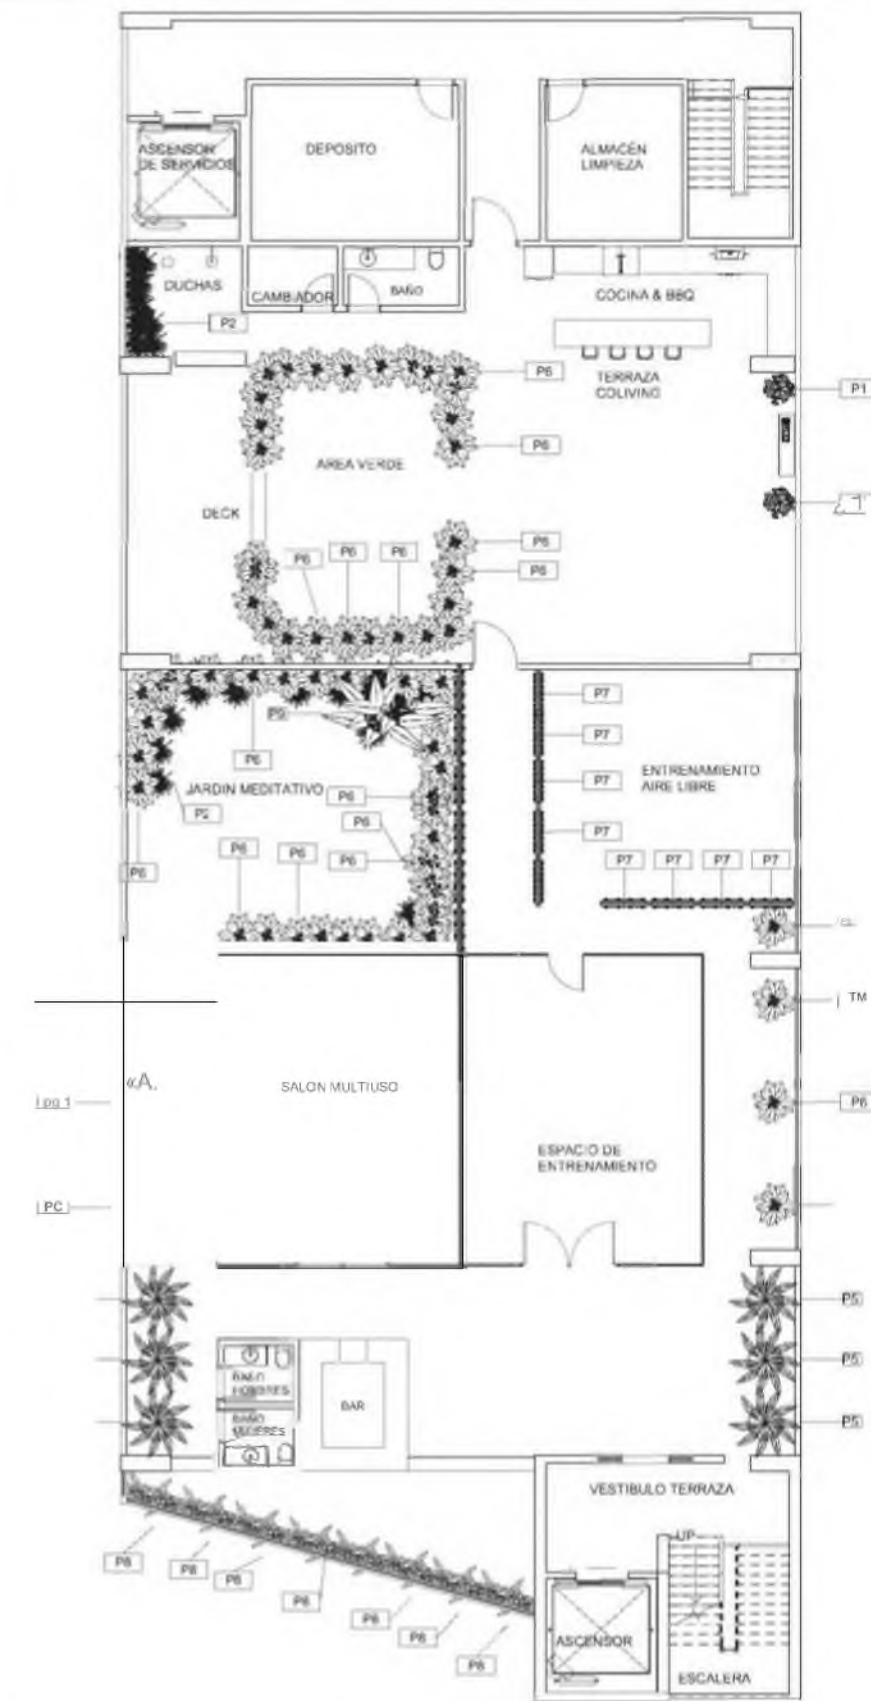 ASCENSOR
DE SERVICIOS
DEPOSITO
ALMACÉN
LIMPIEZA
DUCHAS
CAMBIADOR
BAÑO
COCINA & BBQ
P2
TERRAZA
COLIVING
P6
P1
P6
AREA VERDE
DECK
P6
P6
P6
P6
P6
P7
P9
P7
P6
ENTRENAMIENTO
AIRE LIBRE
P7
JARDIN MEDITATIVO
P6
P2
P6
P7
P6
P6
P6
P7
P7
P7
P7
P6
TM
«A.
SALON MULTIUSO
P6
ESPACIO DE
ENTRENAMIENTO
PC
P5
P5
BAÑO
HOMBRES
BAR
BAÑO
MUJERES
P5
VESTIBULO TERRAZA
UP
P8
P8
P8
P8
P8
P8
P8
ASCENSOR
ESCALERA